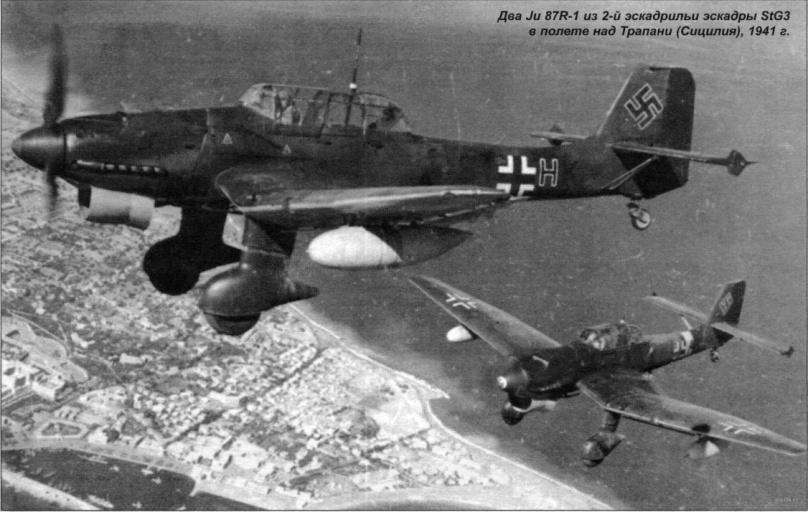 Два Ju 87R-1 из 2-й эскадрильи эскадры StG3
в полете над Трапани (Сицилия), 1941 г.
H